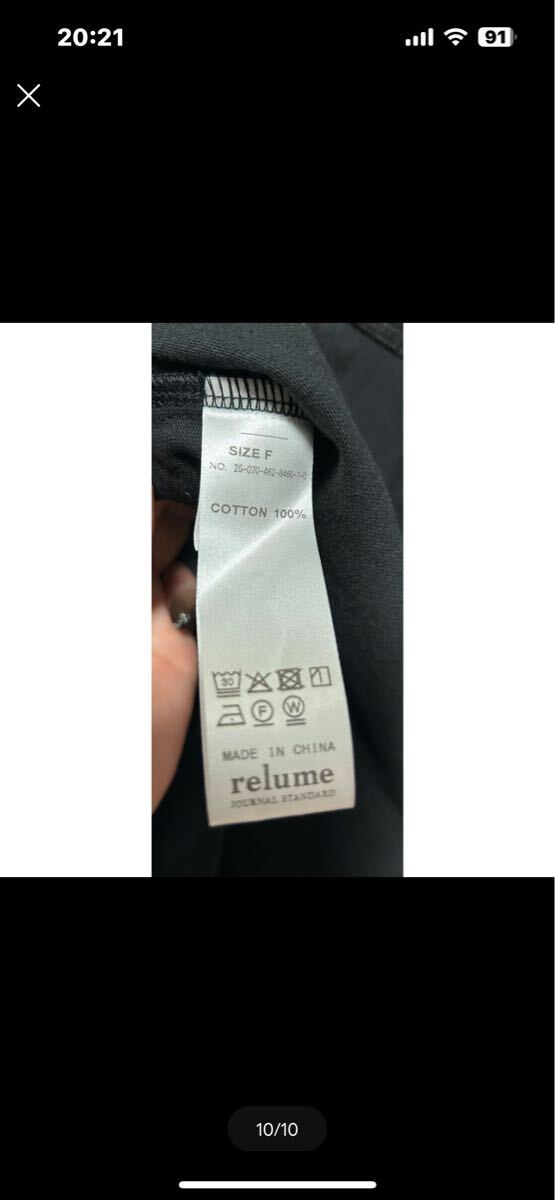 20:21
91
SIZE F
NO. 25-070-462-8460-1-0
COTTON 100%
30
F W
MADE IN CHINA
relume
JOURNAL STANDARD
10/10